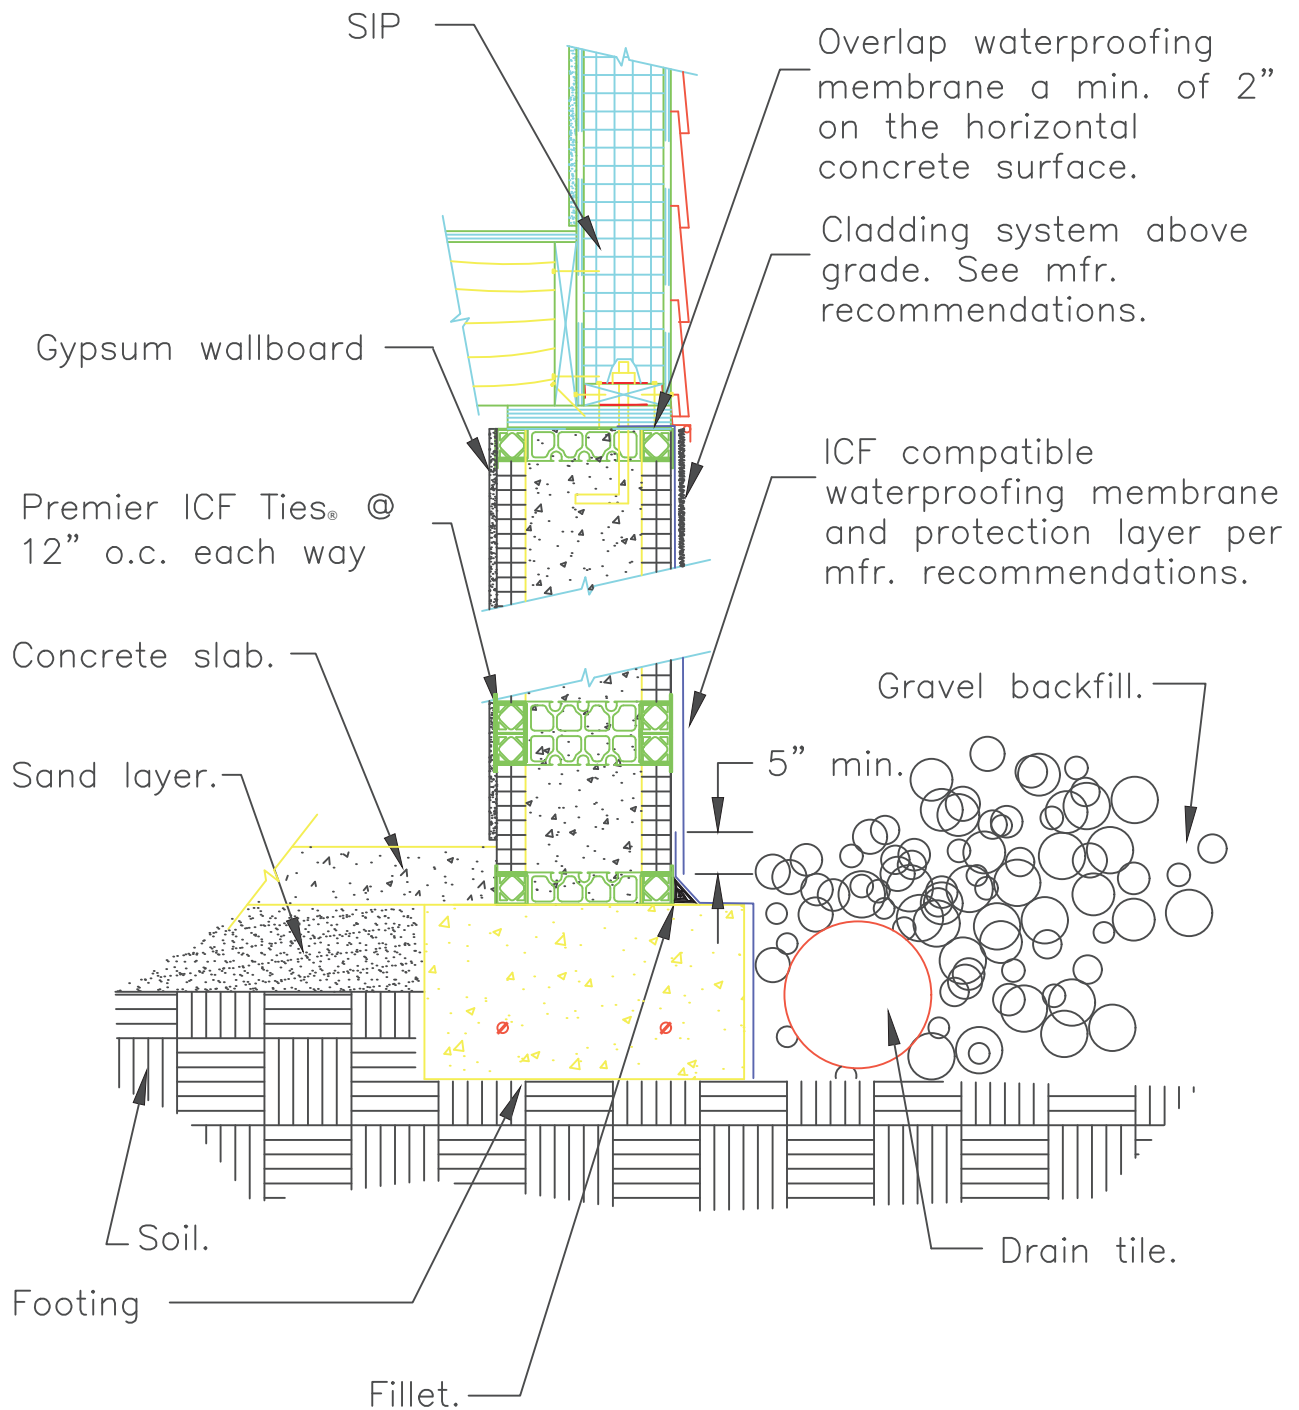 SIP
Overlap waterproofing
membrane a min. of 2”
on the horizontal
concrete surface.
Cladding system above
grade. See mfr.
recommendations.
Gypsum wallboard
ICF compatible
waterproofing membrane
and protection layer per
mfr. recommendations.
Premier ICF Ties® @
12” o.c. each way
Concrete slab.
Gravel backfill.
5” min.
Sand layer.
Soil.
Drain tile.
Footing
Fillet.